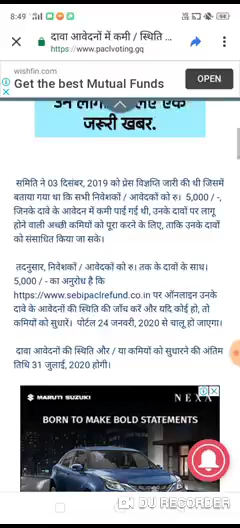 8:49
दावा आवेदनों में कमी / स्थिति ...
https://www.paclvoting.gq
wishfin.com
Get the best Mutual Funds
OPEN
जरूरी खबर.
समिति ने 03 दिसंबर, 2019 को प्रेस विज्ञप्ति जारी की थी जिसमें
बताया गया था कि सभी निवेशकों / आवेदकों को रु। 5,000 / -,
जिनके दावे के आवेदन में कमी पाई गई थी, उनके दावों पर लागू
होने वाली अच्छी कमियों को पूरा करने के लिए, ताकि उनके दावों
को संसाधित किया जा सके।
तदनुसार, निवेशकों / आवेदकों को रु। तक के दावों के साथ।
5,000 / - का अनुरोध है कि
https://www.sebipaclrefund.co.in पर ऑनलाइन उनके
दावे के आवेदनों की स्थिति की जाँच करें और यदि कोई हो, तो
कमियों को सुधारें। पोर्टल 24 जनवरी, 2020 से चालू हो जाएगा।
दावा आवेदनों की स्थिति और / या कमियों को सुधारने की अंतिम
तिथि 31 जुलाई, 2020 होगी।
MARUTI SUZUKI
NEXA
BORN TO MAKE BOLD STATEMENTS
DU RECORDER